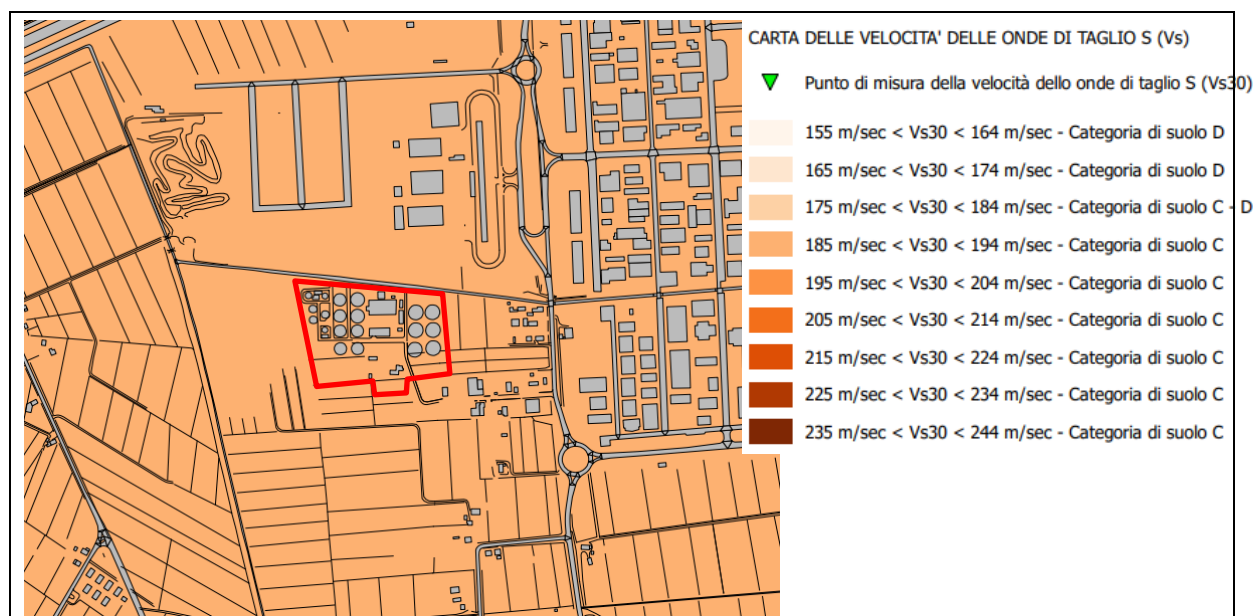 CARTA DELLE VELOCITA' DELLE ONDE DI TAGLIO S (Vs)
Punto di misura della velocità dello onde di taglio S (Vs30)
155 m/sec < Vs30 < 164 m/sec - Categoria di suolo D
165 m/sec < Vs30 < 174 m/sec - Categoria di suolo D
175 m/sec < Vs30 < 184 m/sec - Categoria di suolo C - D
185 m/sec < Vs30 < 194 m/sec - Categoria di suolo C
195 m/sec < Vs30 < 204 m/sec - Categoria di suolo C
205 m/sec < Vs30 < 214 m/sec - Categoria di suolo C
215 m/sec < Vs30 < 224 m/sec - Categoria di suolo C
225 m/sec < Vs30 < 234 m/sec - Categoria di suolo C
235 m/sec < Vs30 < 244 m/sec - Categoria di suolo C